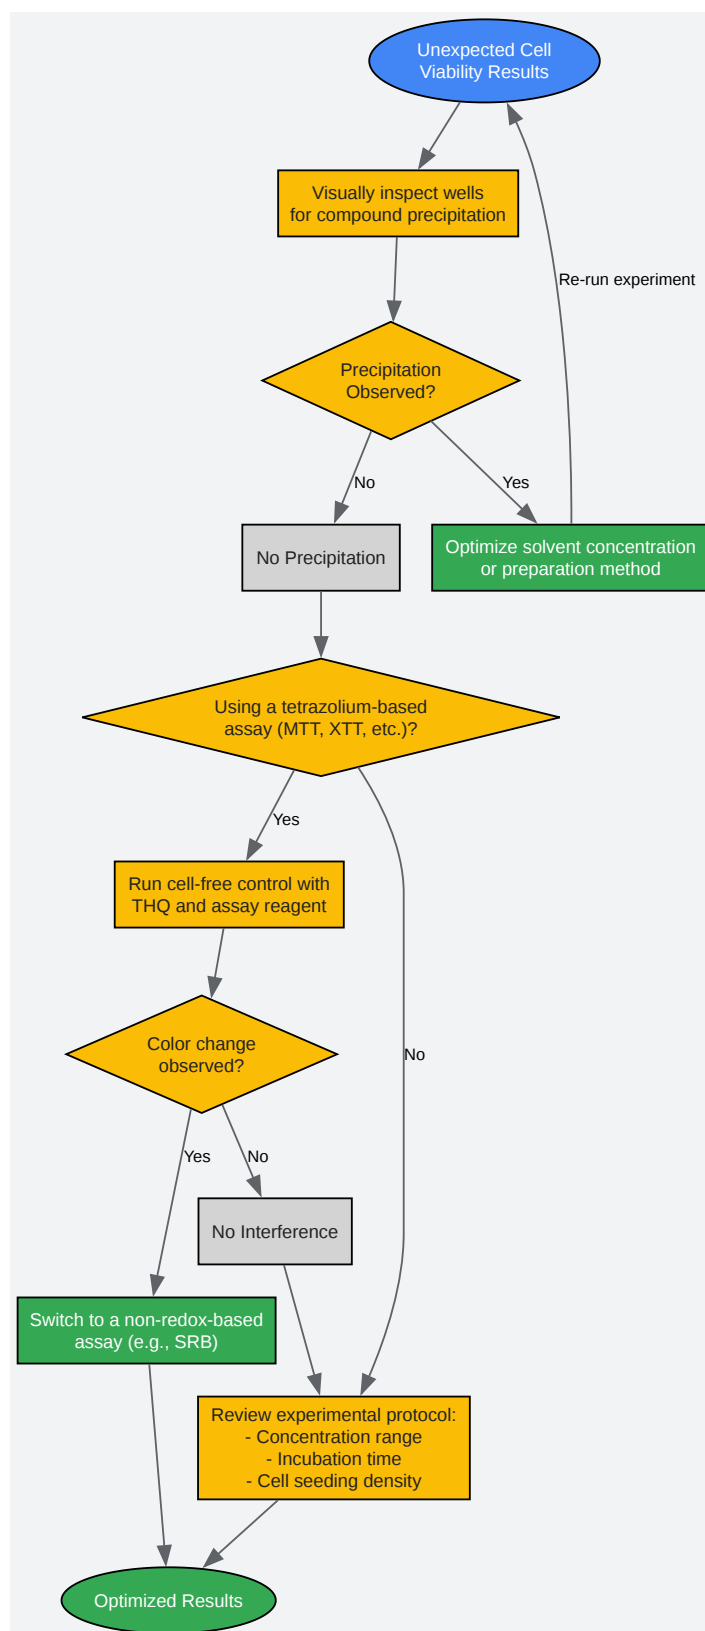 Unexpected Cell
Viability Results
Visually inspect wells
for compound precipitation
Re-run experiment
Precipitation
Observed?
No
Yes
No Precipitation
Optimize solvent concentration
or preparation method
Using a tetrazolium-based
assay (MTT, XTT, etc.)?
Yes
Run cell-free control with
THQ and assay reagent
Color change
observed?
No
Yes
No
No Interference
Switch to a non-redox-based
assay (e.g., SRB)
Review experimental protocol:
- Concentration range
- Incubation time
- Cell seeding density
Optimized Results